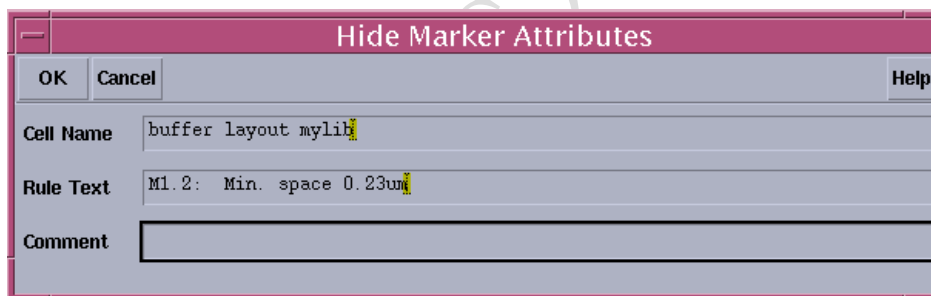 Hide Marker Attributes
OK Cancel Help
Cell Name buffer layout mylib
Rule Text M1.2: Min. space 0.23um
Comment